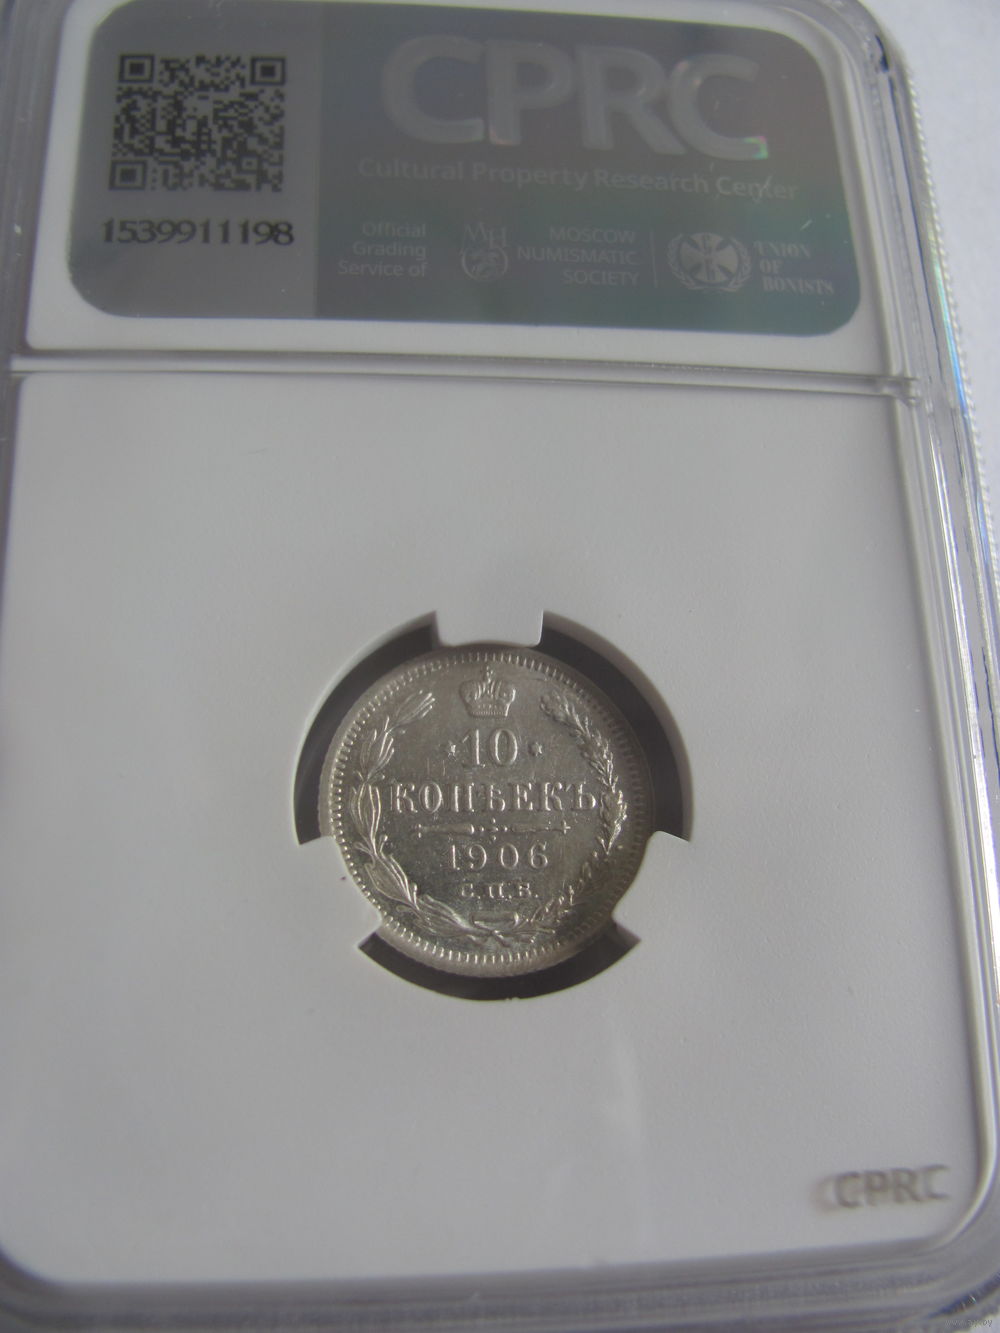 CPRC
Cultural Property Research Center
1539911198
Official
Grading
Service of
МН
MOSCOW
NUMISMATIC
SOCIETY
UNION
OF
BONISTS
10
КОПѢЕКЪ
1906
С.П.Б.
CPRC